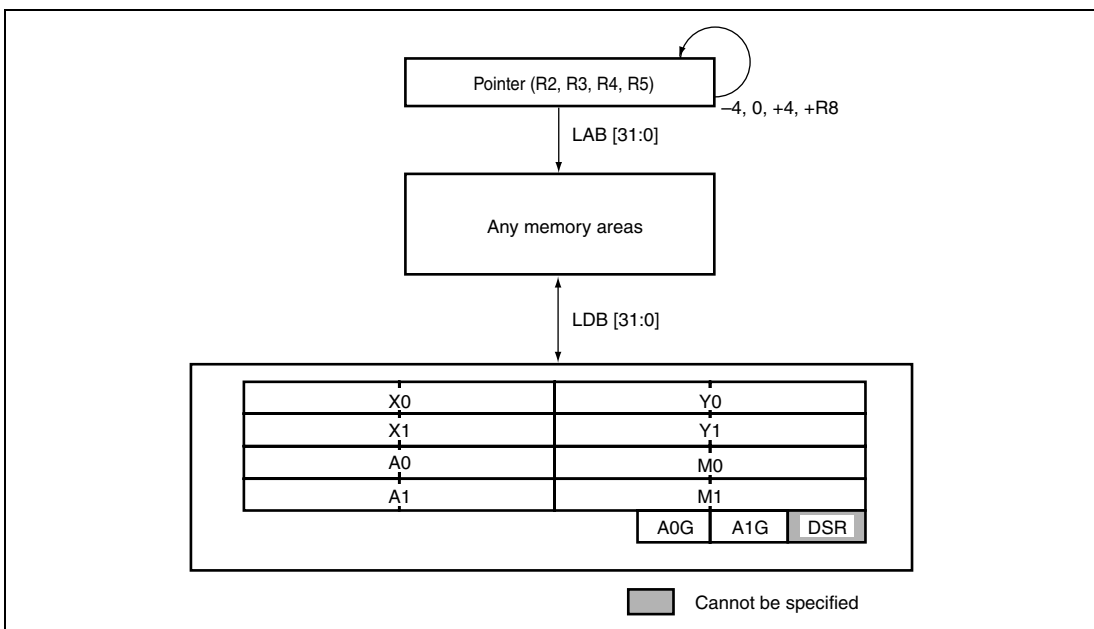 Pointer (R2, R3, R4, R5)
–4, 0, +4, +R8
LAB [31:0]
Any memory areas
LDB [31:0]
X0 Y0
X1 Y1
A0 M0
A1 M1
A0G A1G DSR
Cannot be specified